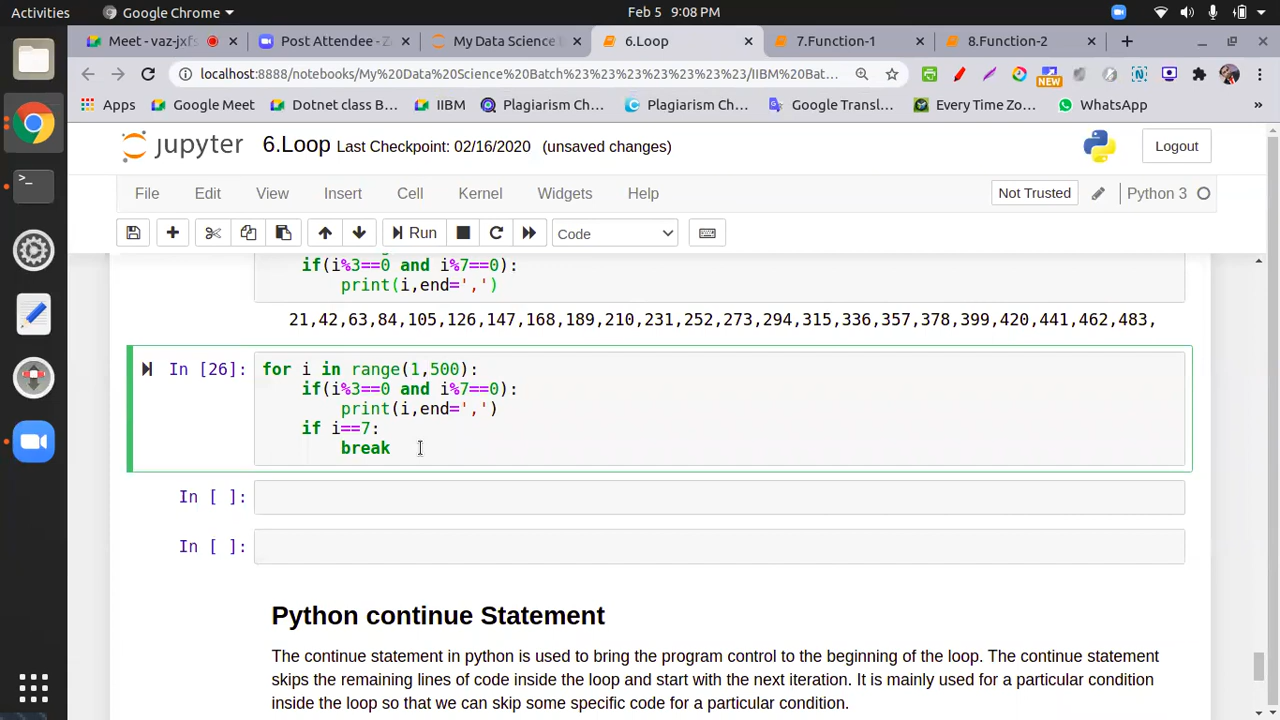 Activities
Google Chrome
Feb 5 9:08 PM
Meet - vaz-jxfs
Post Attendee - Z
My Data Science
6.Loop
7.Function-1
8.Function-2
localhost:8888/notebooks/My%20Data%20Science%20Batch%23%23%23%23%23%23%23/IIBM%20Bat...
NEW
Apps
Google Meet
Dotnet class B...
IIBM
Plagiarism Ch...
Plagiarism Ch...
Google Transl...
Every Time Zo...
WhatsApp
»
jupyter 6.Loop Last Checkpoint: 02/16/2020 (unsaved changes)
Logout
File Edit View Insert Cell Kernel Widgets Help
Not Trusted
Python 3
Run
Code
if(i%3==0 and i%7==0):
print(i,end=',')
21,42,63,84,105,126,147,168,189,210,231,252,273,294,315,336,357,378,399,420,441,462,483,
In [26]: for i in range(1,500):
if(i%3==0 and i%7==0):
print(i,end=',')
if i==7:
break
In [ ]:
In [ ]:
Python continue Statement
The continue statement in python is used to bring the program control to the beginning of the loop. The continue statement
skips the remaining lines of code inside the loop and start with the next iteration. It is mainly used for a particular condition
inside the loop so that we can skip some specific code for a particular condition.